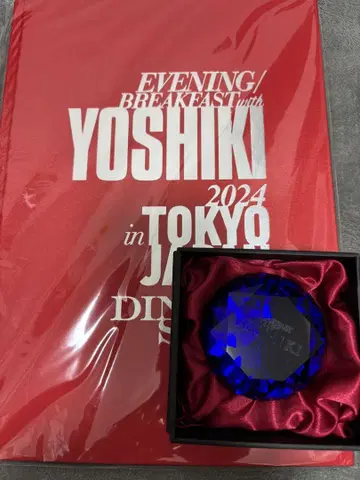 EVENING/
BREAKFAST with
YOSHIKI
2024
in TOKYO
JA
DIN
S